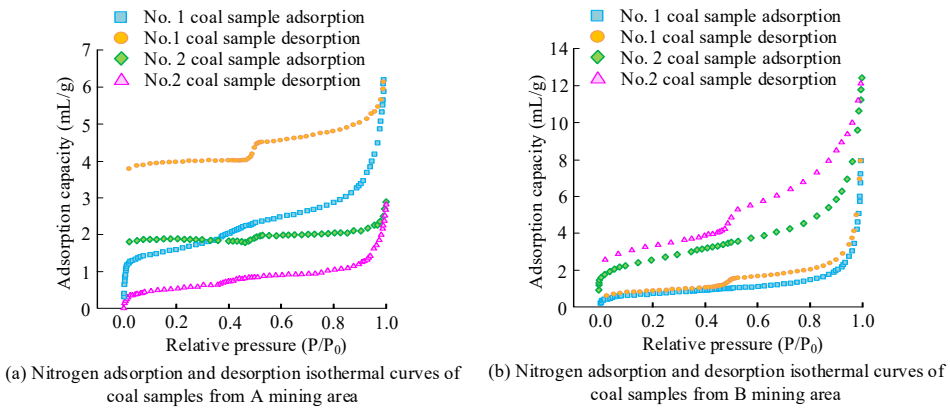 (a)
No. 1 coal sample adsorption
No.1 coal sample desorption
No. 2 coal sample adsorption
No.2 coal sample desorption
7
6
5
4
3
2
1
0
Adsorption capacity (mL/g)
0.0 0.2 0.4 0.6 0.8 1.0
Relative pressure (P/P0)
(a) Nitrogen adsorption and desorption isothermal curves of
coal samples from A mining area
(b)
No. 1 coal sample adsorption
No.1 coal sample desorption
No. 2 coal sample adsorption
No.2 coal sample desorption
14
12
10
8
6
4
2
0
Adsorption capacity (mL/g)
0.0 0.2 0.4 0.6 0.8 1.0
Relative pressure (P/P0)
(b) Nitrogen adsorption and desorption isothermal curves of
coal samples from B mining area